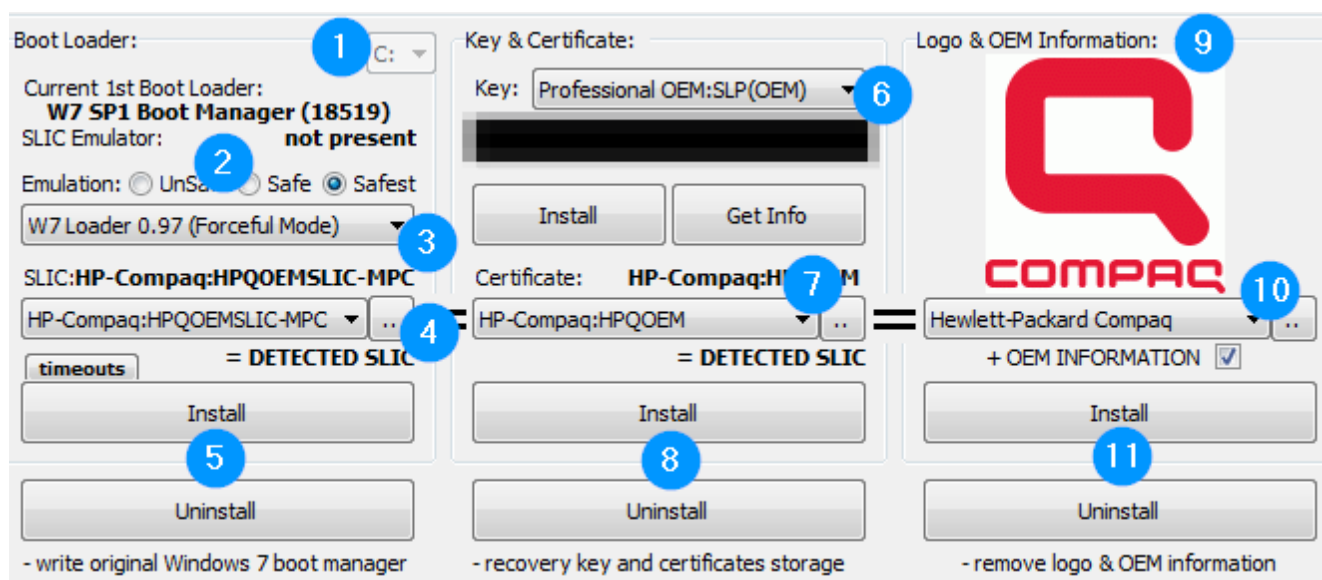 Boot Loader:
1
C:
Current 1st Boot Loader:
W7 SP1 Boot Manager (18519)
SLIC Emulator: not present
2
Emulation: Safe Safest
W7 Loader 0.97 (Forceful Mode)
3
SLIC:HP-Compaq:HPQOEMSLIC-MPC
HP-Compaq:HPQOEMSLIC-MPC ..
4
= DETECTED SLIC
timeouts
Install
5
Uninstall
- write original Windows 7 boot manager
Key & Certificate:
Key: Professional OEM:SLP(OEM)
6
Install Get Info
Certificate:
7
HP-Compaq:HPQOEM ..
= DETECTED SLIC
Install
8
Uninstall
- recovery key and certificates storage
Logo & OEM Information:
9
COMPAQ
10
Hewlett-Packard Compaq ..
+ OEM INFORMATION
Install
11
Uninstall
- remove logo & OEM information